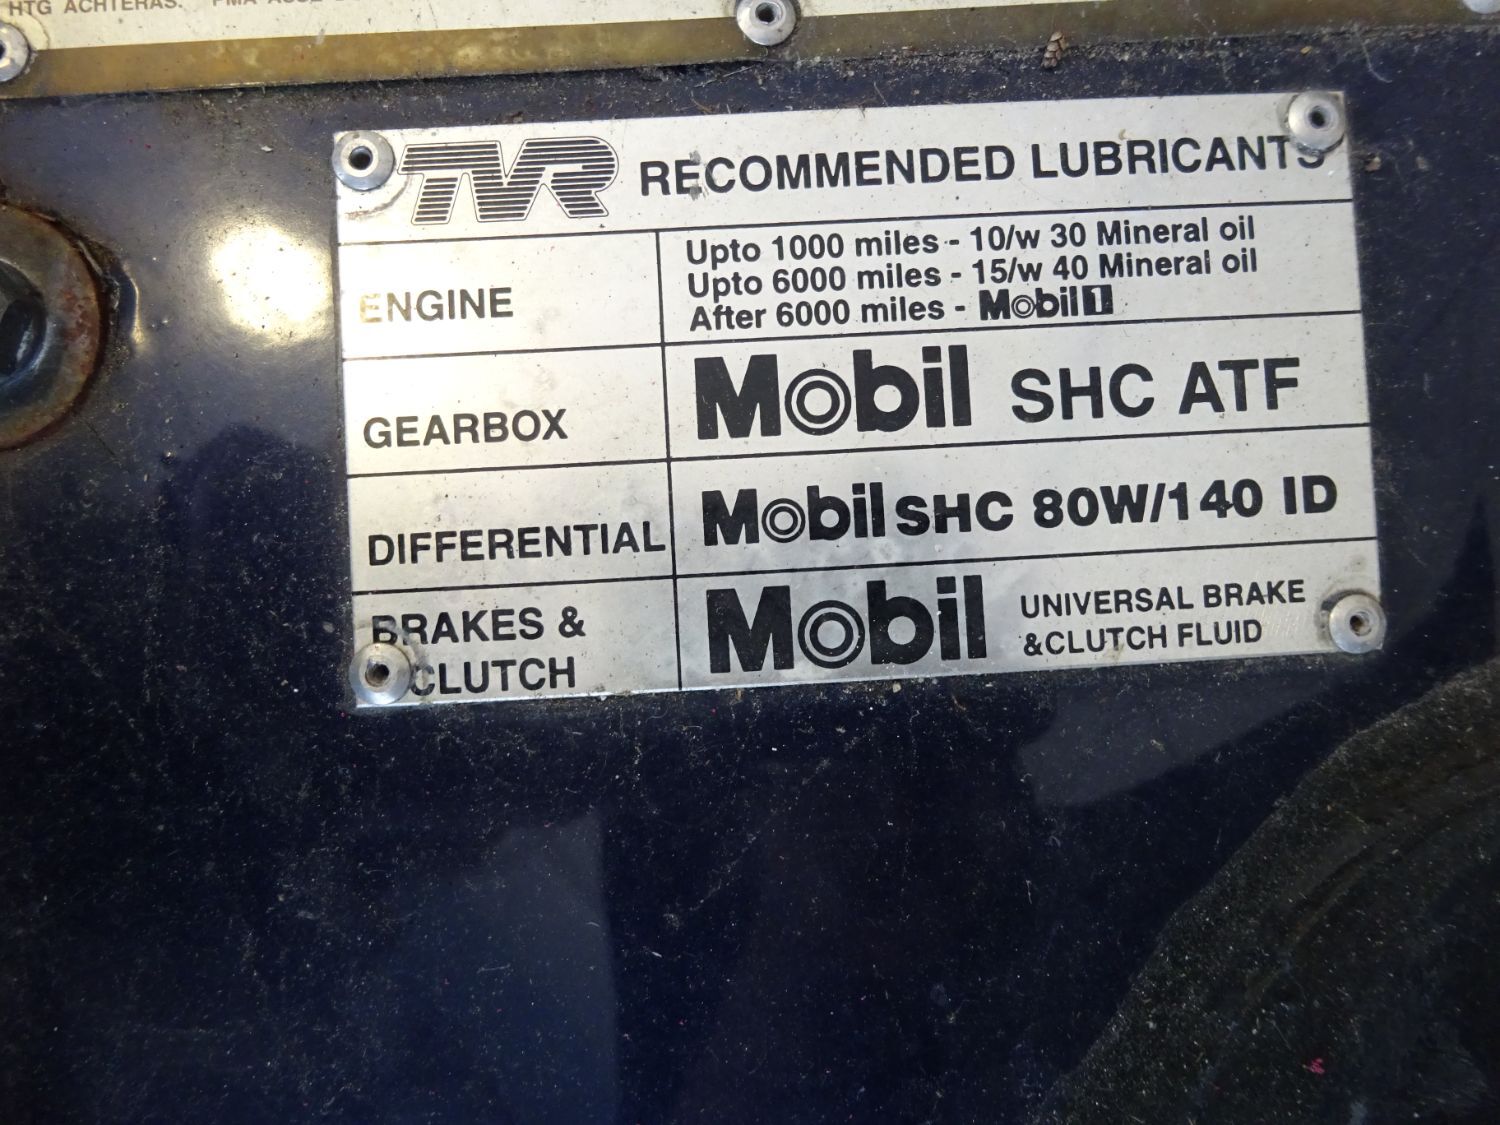 HTG ACHTERAS.
TVR RECOMMENDED LUBRICANTS
ENGINE
Upto 1000 miles - 10/w 30 Mineral oil
Upto 6000 miles - 15/w 40 Mineral oil
After 6000 miles - Mobil 1
GEARBOX
Mobil SHC ATF
DIFFERENTIAL
Mobil SHC 80W/140 ID
BRAKES &
CLUTCH
Mobil UNIVERSAL BRAKE
&CLUTCH FLUID